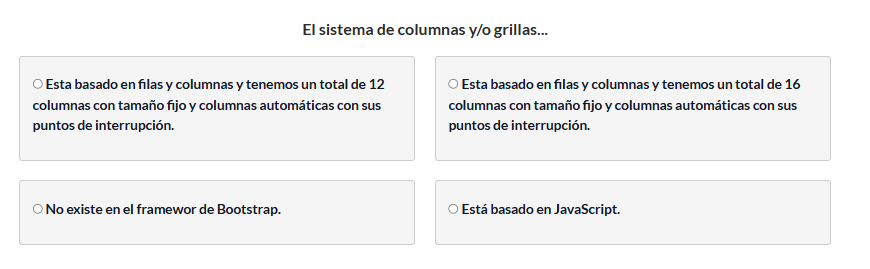 El sistema de columnas y/o grillas...
Esta basado en filas y columnas y tenemos un total de 12
columnas con tamaño fijo y columnas automáticas con sus
puntos de interrupción.
Esta basado en filas y columnas y tenemos un total de 16
columnas con tamaño fijo y columnas automáticas con sus
puntos de interrupción.
No existe en el framewor de Bootstrap.
Está basado en JavaScript.